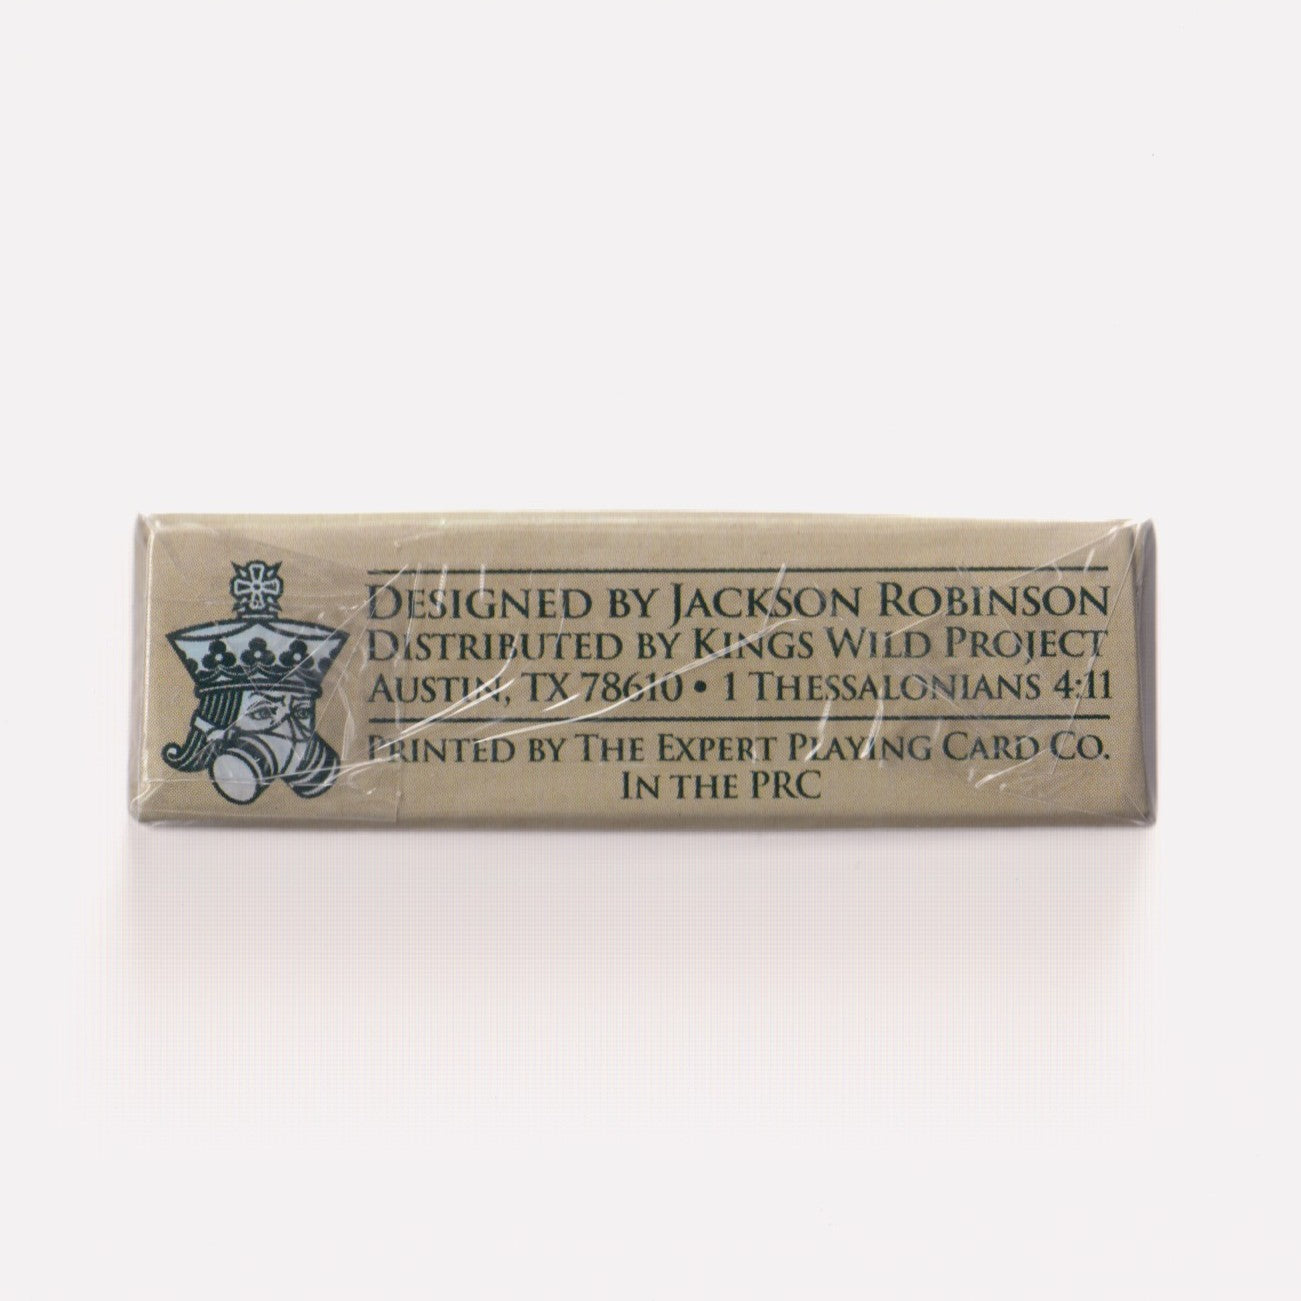 Designed by Jackson Robinson
Distributed by Kings Wild Project
Austin, TX 78610 • 1 Thessalonians 4:11
Printed by The Expert Playing Card Co.
In the PRC